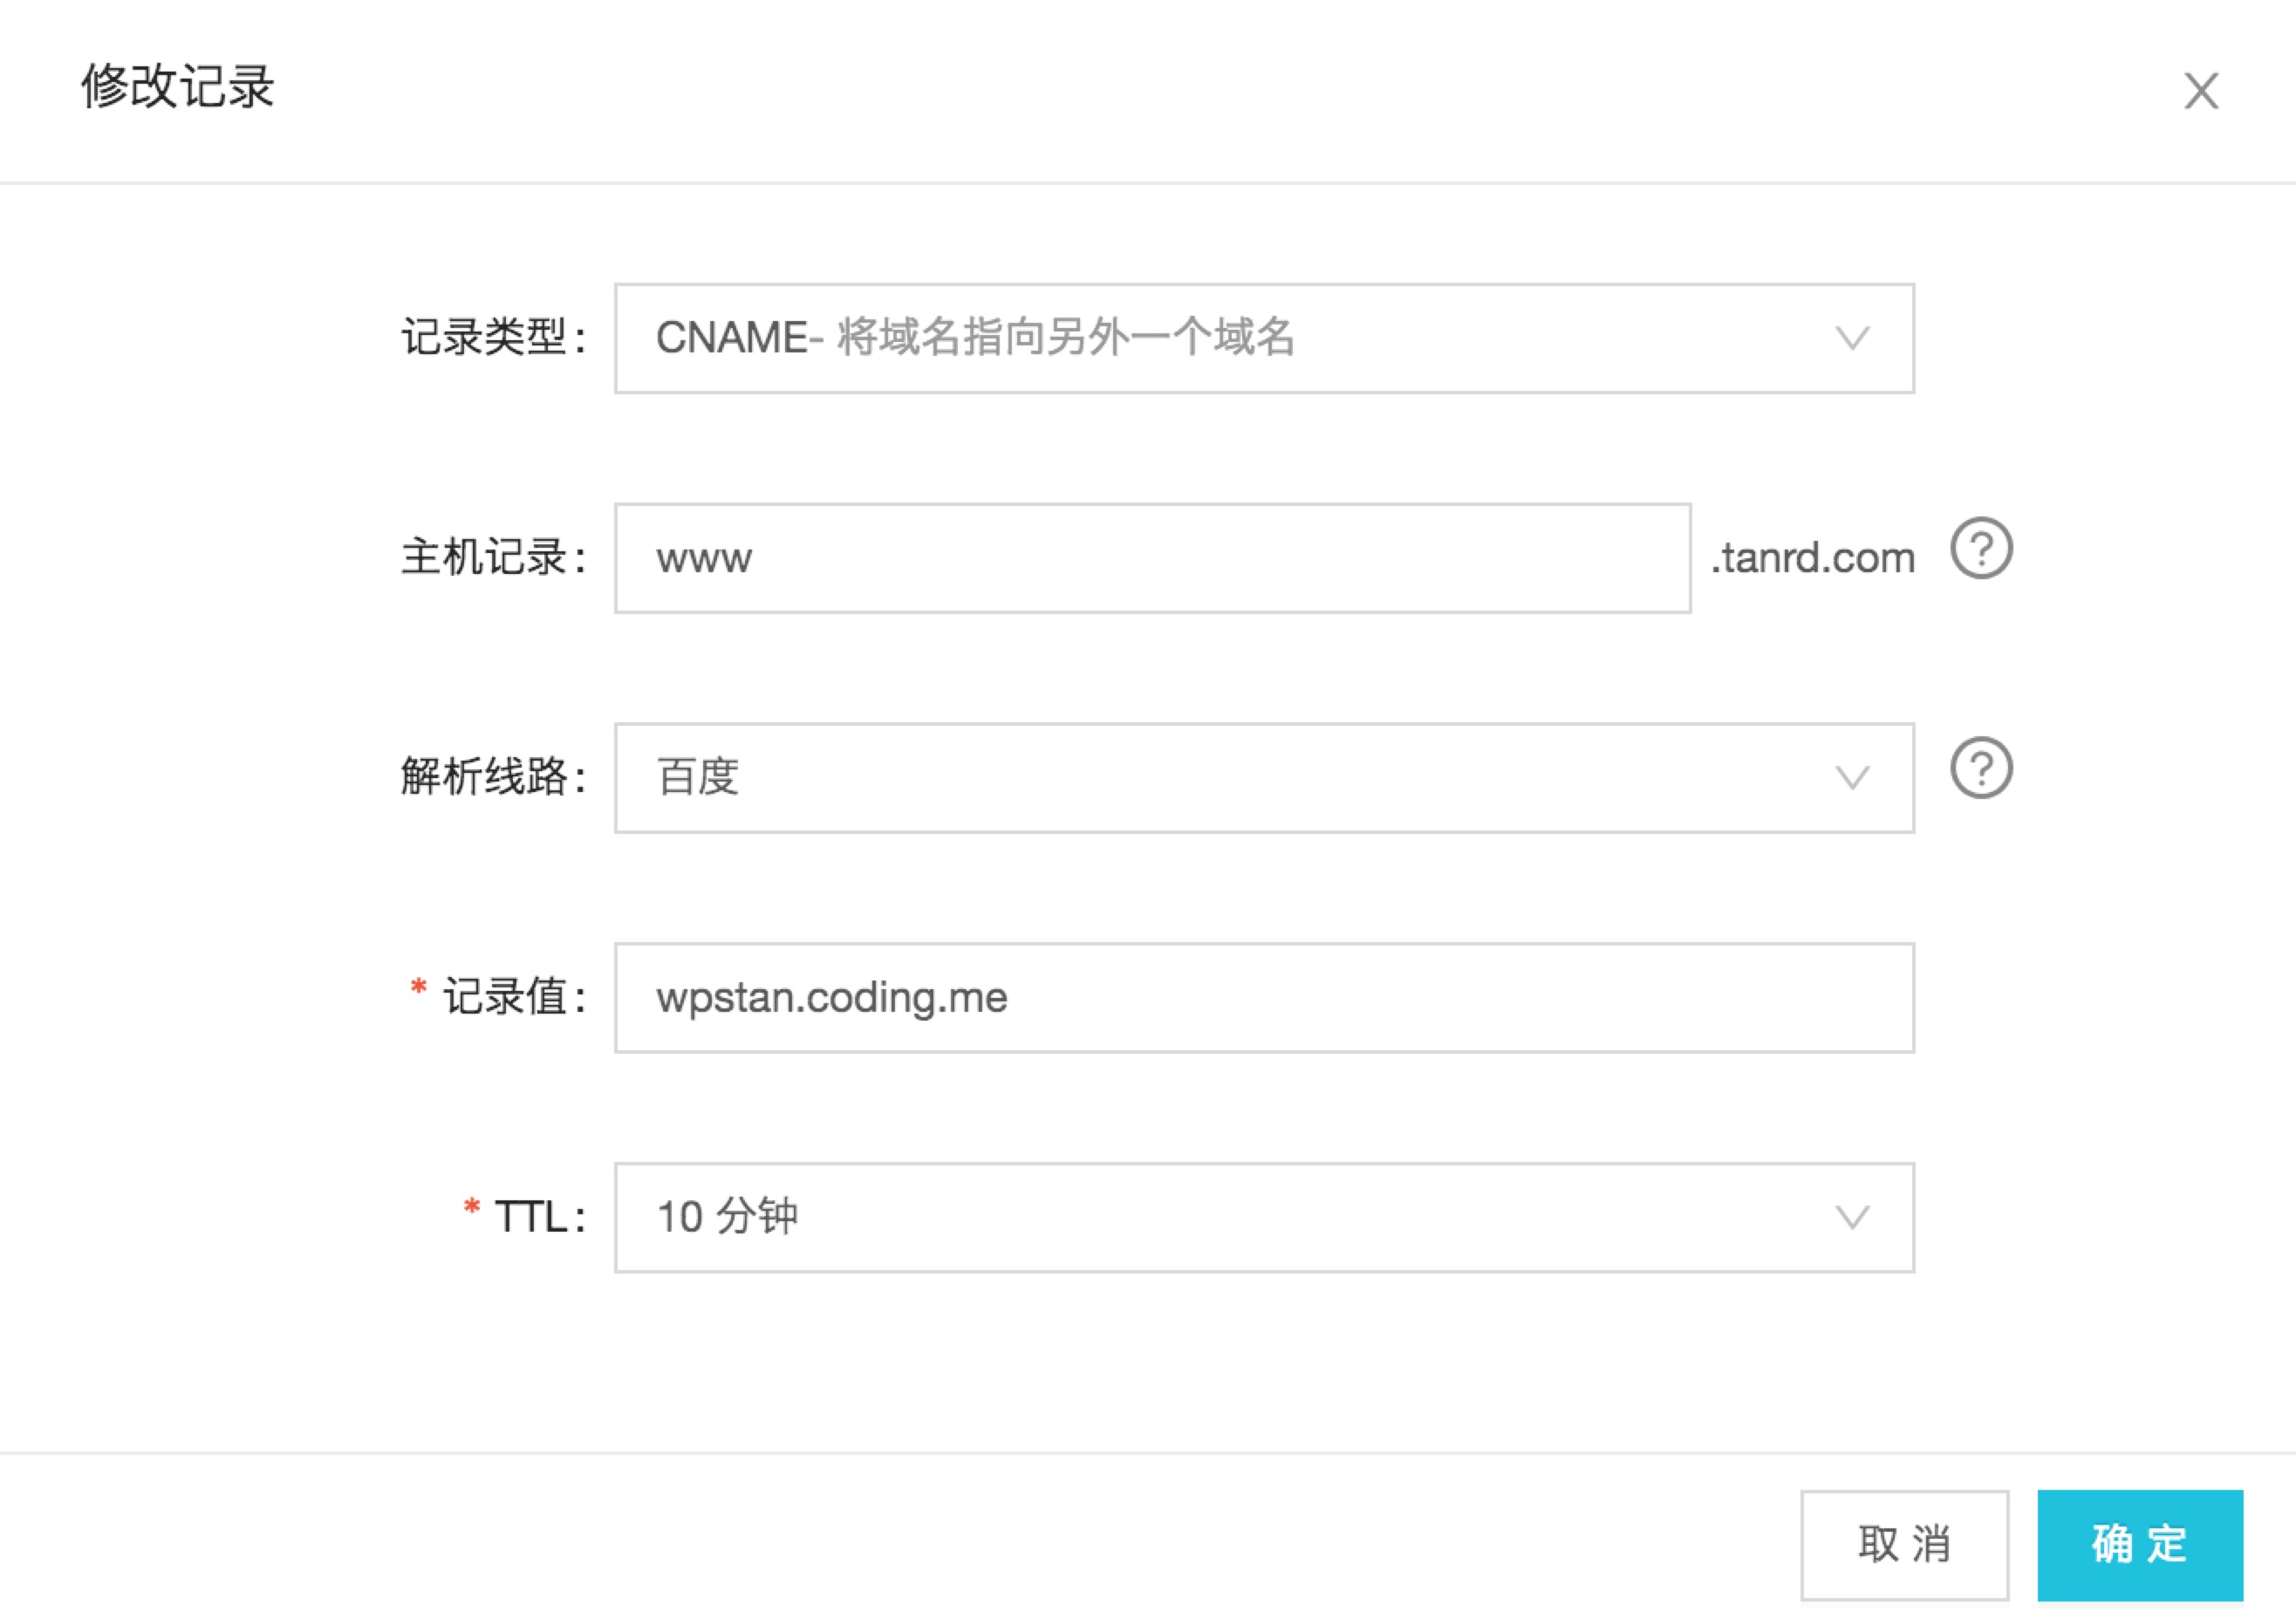 修改记录
记录类型: CNAME- 将域名指向另外一个域名
主机记录: www .tanrd.com
解析线路: 百度
* 记录值: wpstan.coding.me
* TTL: 10 分钟
取 消 确 定